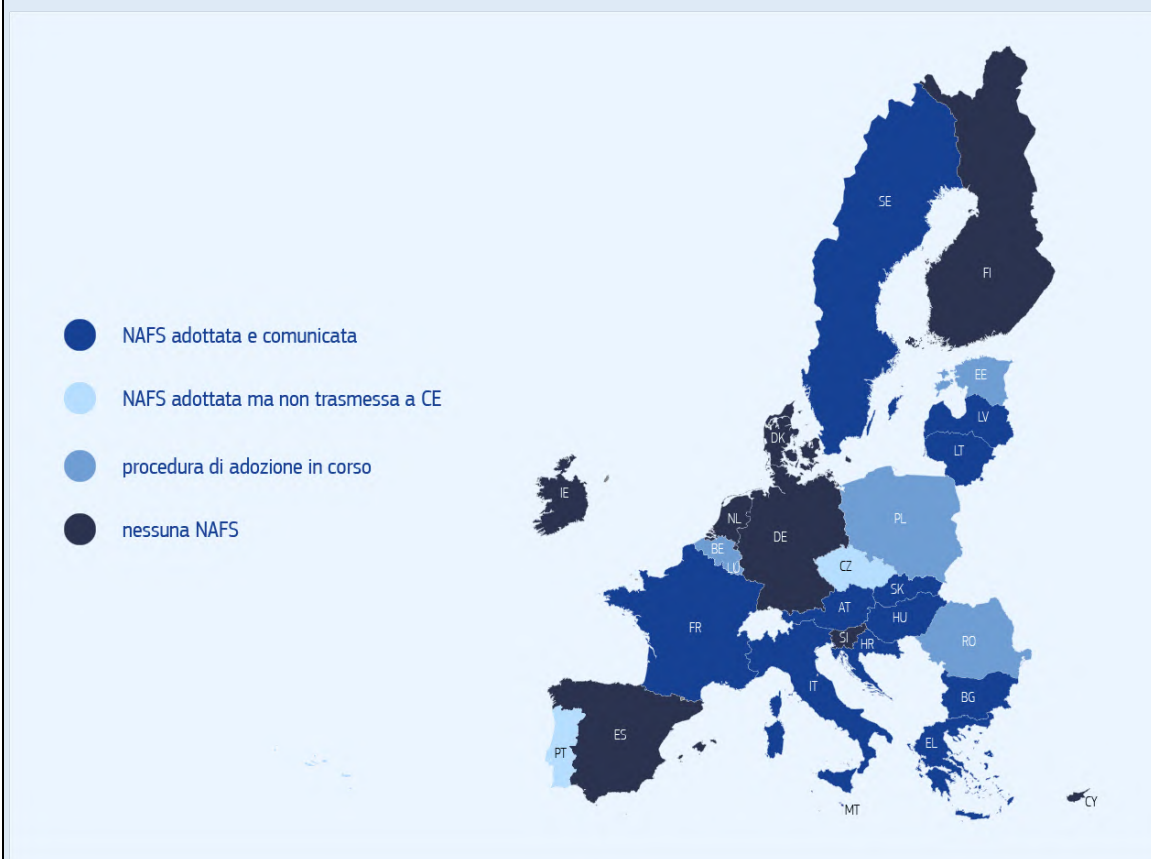 NAFS adottata e comunicata
NAFS adottata ma non trasmessa a CE
procedura di adozione in corso
nessuna NAFS
SE
FI
EE
LV
LT
DK
IE
NL
DE
PL
BE
LU
CZ
SK
AT
HU
FR
SI
HR
RO
IT
BG
ES
PT
EL
MT
CY